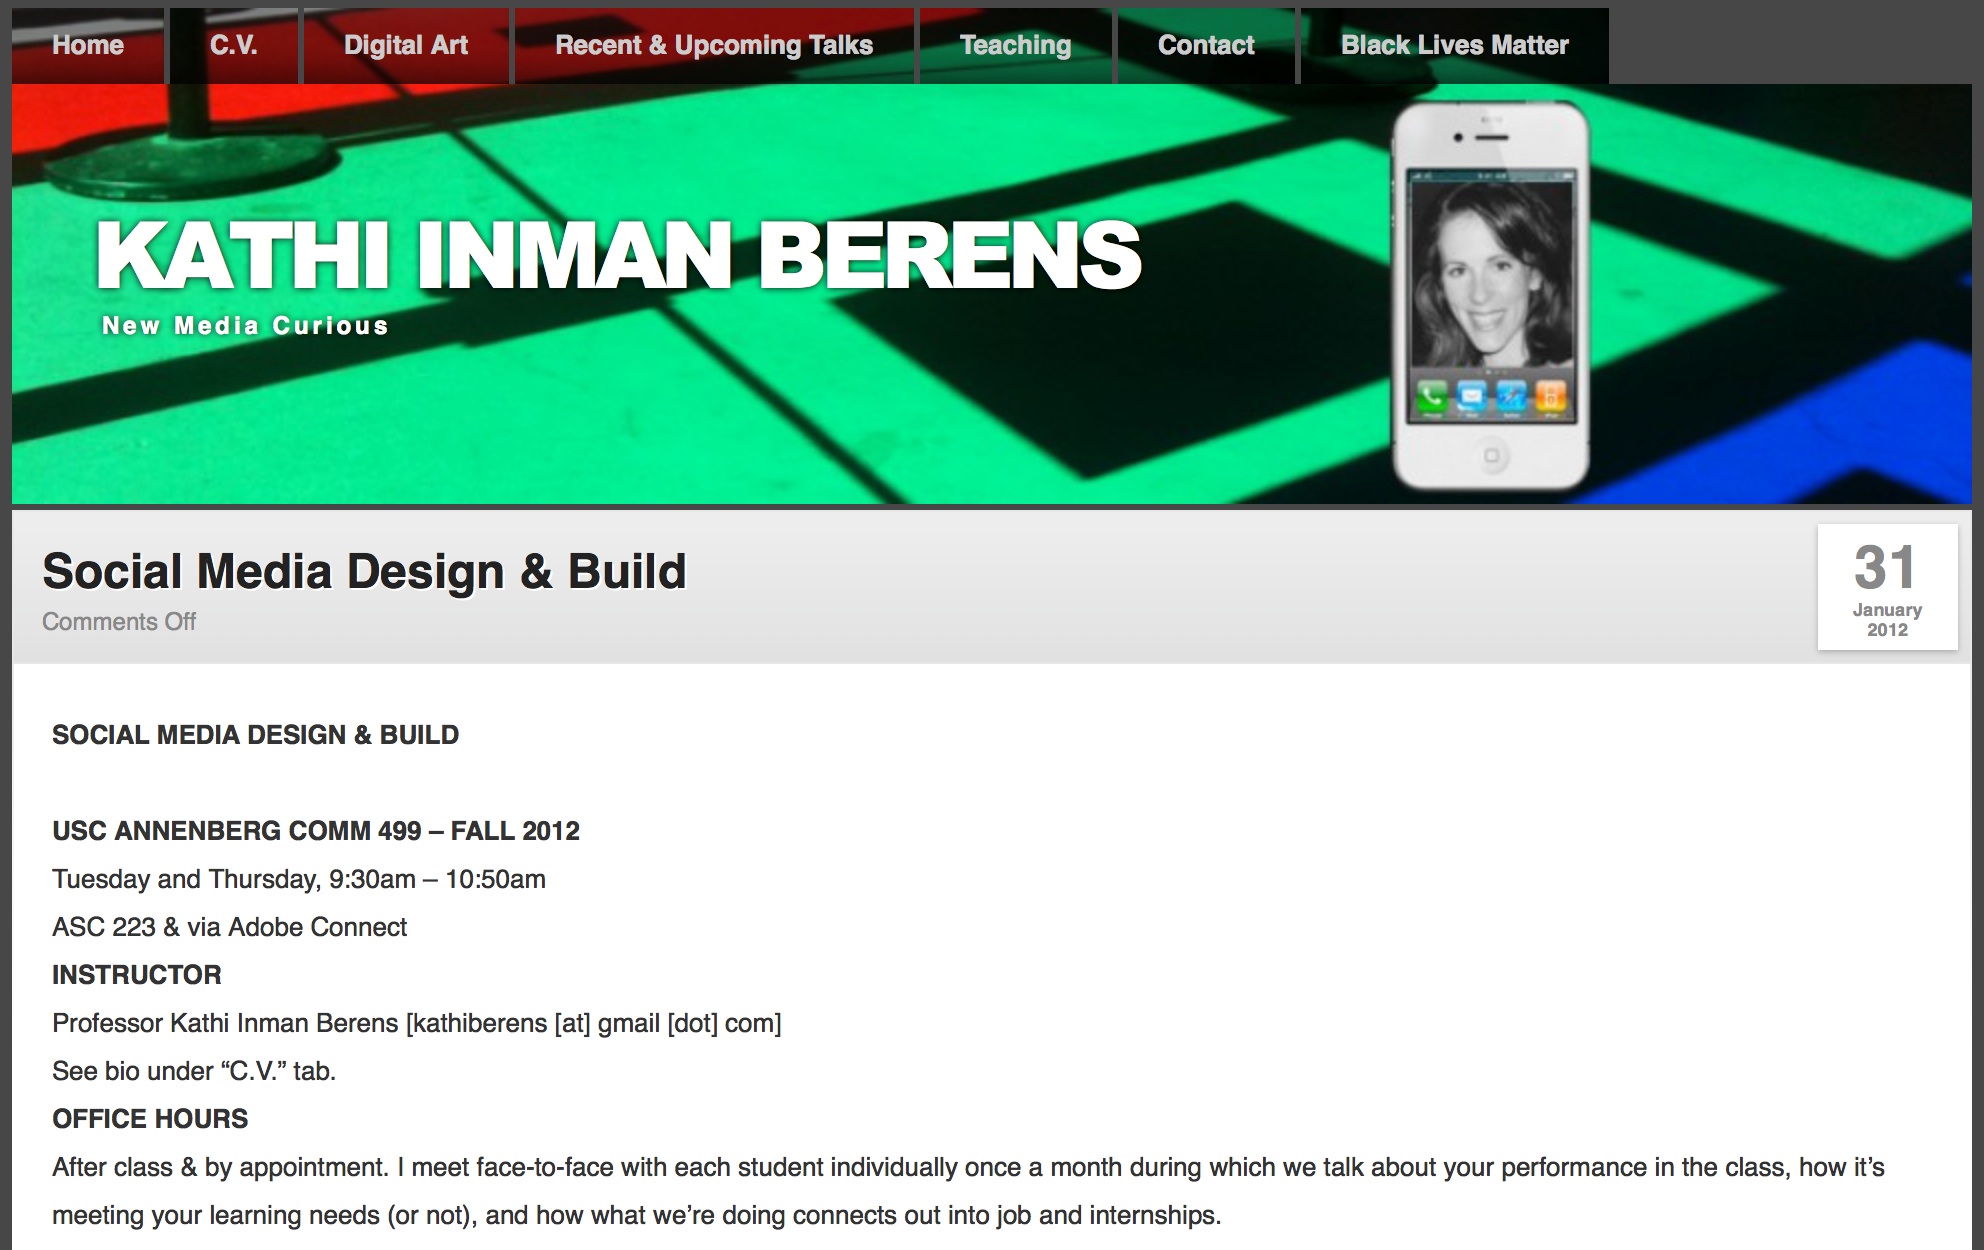 Home
C.V.
Digital Art
Recent & Upcoming Talks
Teaching
Contact
Black Lives Matter
KATHI INMAN BERENS
New Media Curious
Social Media Design & Build
Comments Off
31
January
2012
SOCIAL MEDIA DESIGN & BUILD
USC ANNENBERG COMM 499 – FALL 2012
Tuesday and Thursday, 9:30am – 10:50am
ASC 223 & via Adobe Connect
INSTRUCTOR
Professor Kathi Inman Berens [kathiberens [at] gmail [dot] com]
See bio under “C.V.” tab.
OFFICE HOURS
After class & by appointment. I meet face-to-face with each student individually once a month during which we talk about your performance in the class, how it’s
meeting your learning needs (or not), and how what we’re doing connects out into job and internships.